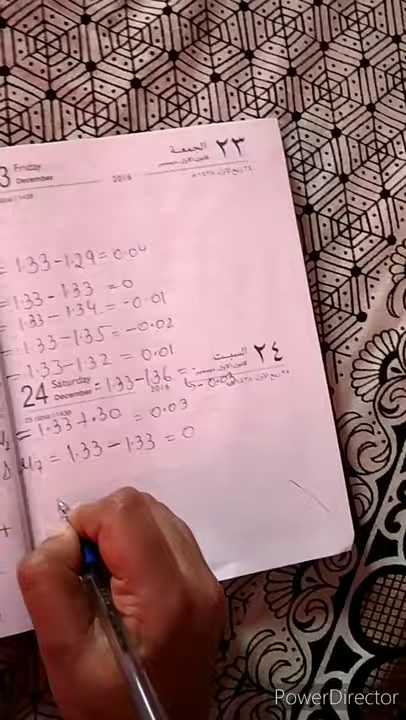 3 Friday
December
2016
الجمعة ٢٣
= 1.33-1.29 = 0.04
= 1.33 - 1.33 = 0
= 1.33 - 1.34 = -0.01
= 1.33-1.35 = -0.02
1.33-1.32 = 0.01
24 Saturday
December
2016
السبت ٢٤
= 1.33-1.36 = - 0.03
= 1.33-1.30 = 0.03
Δ μ7 = 1.33 - 1.33 = 0
PowerDirector